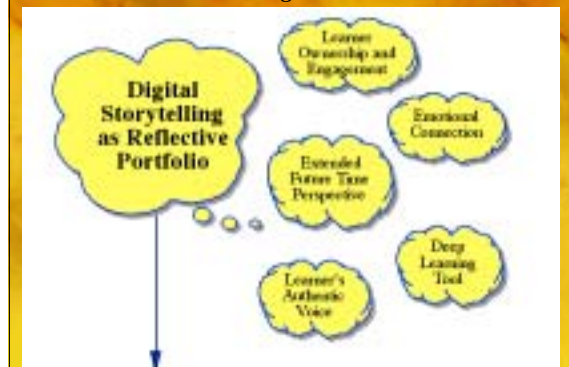 Digital
Storytelling
as Reflective
Portfolio
Learner
Ownership and
Engagement
Emotional
Connection
Extended
Future Time
Perspective
Deep
Learning
Tool
Learner's
Authentic
Voice